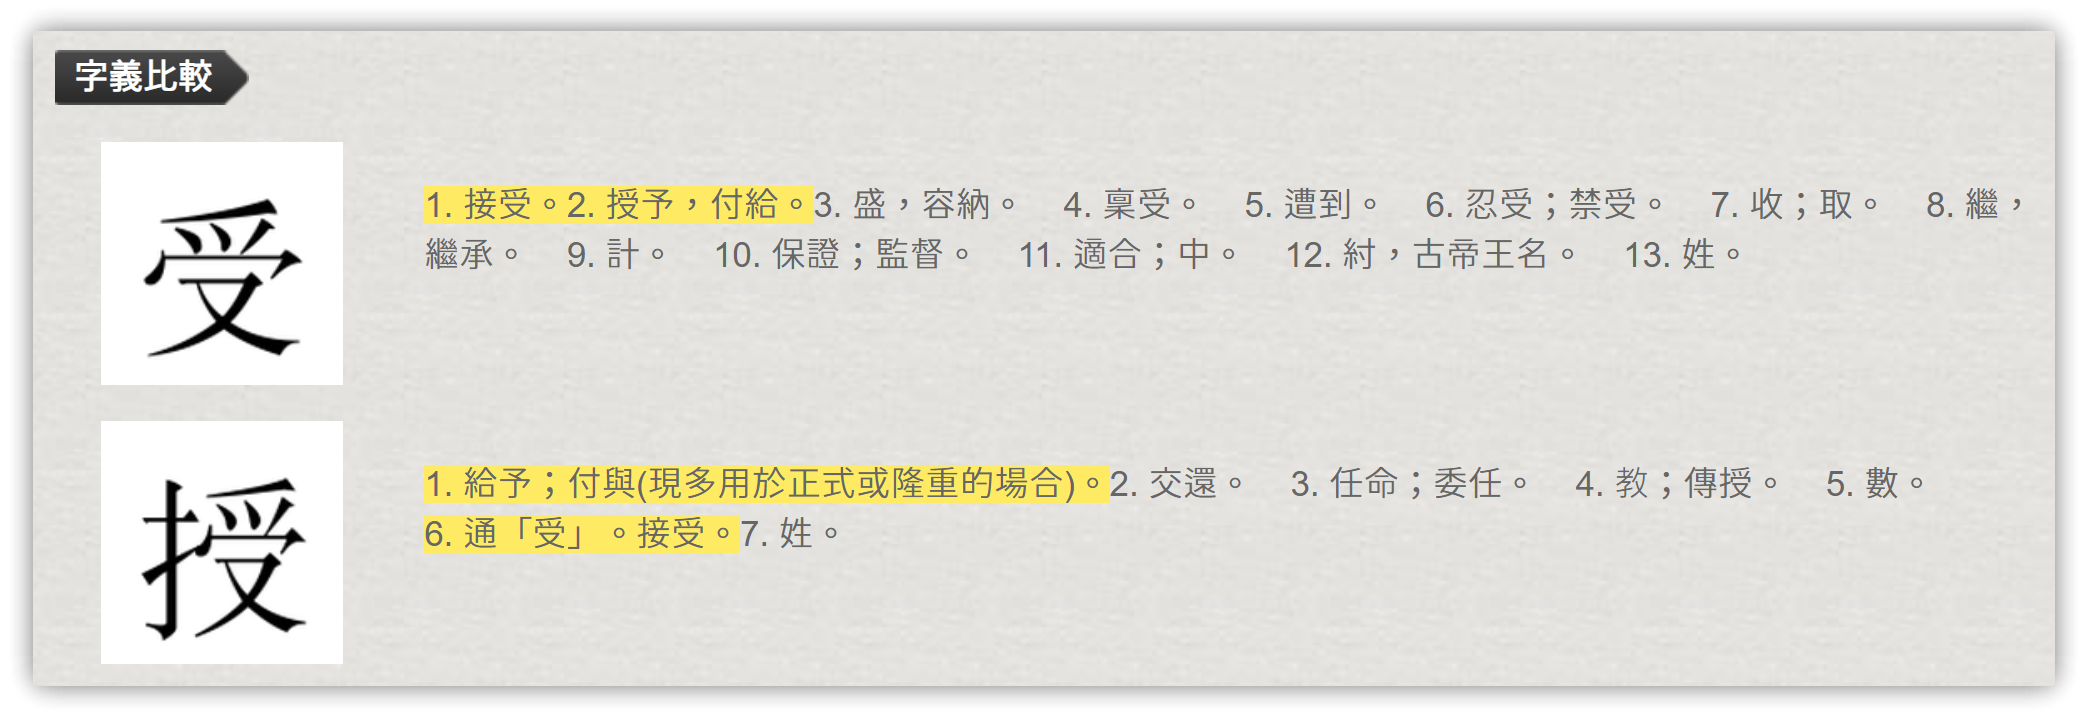 字義比較
受
1. 接受。2. 授予，付給。3. 盛，容納。 4. 稟受。 5. 遭到。 6. 忍受；禁受。 7. 收；取。 8. 繼，
繼承。 9. 計。 10. 保證；監督。 11. 適合；中。 12. 紂，古帝王名。 13. 姓。
授
1. 給予；付與(現多用於正式或隆重的場合)。2. 交還。 3. 任命；委任。 4. 教；傳授。 5. 數。
6. 通「受」。接受。7. 姓。